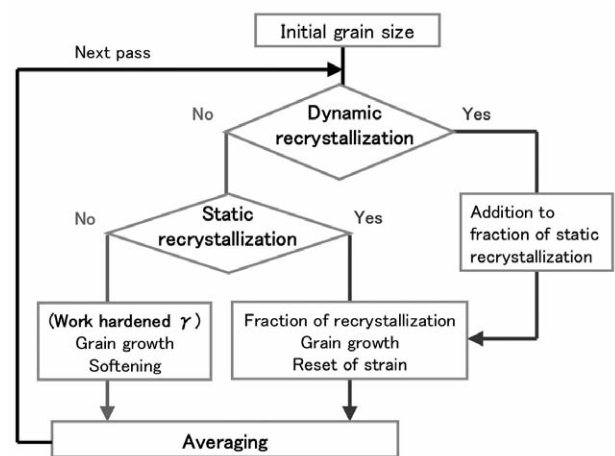 Initial grain size
Next pass
No
Dynamic
recrystallization
Yes
No
Static
recrystallization
Yes
Addition to
fraction of static
recrystallization
(Work hardened γ)
Grain growth
Softening
Fraction of recrystallization
Grain growth
Reset of strain
Averaging